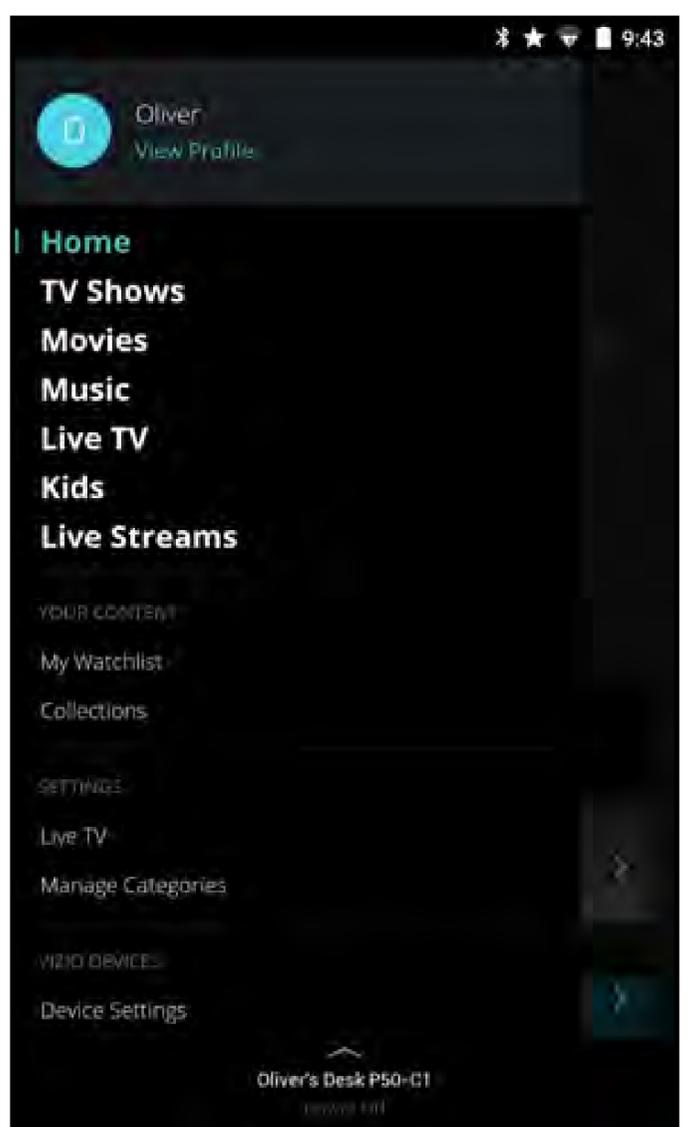 9:43
Oliver
View Profile
Home
TV Shows
Movies
Music
Live TV
Kids
Live Streams
YOUR CONTENT
My Watchlist
Collections
SETTINGS
Live TV
Manage Categories
VIZIO DEVICES
Device Settings
Oliver's Desk P50-C1